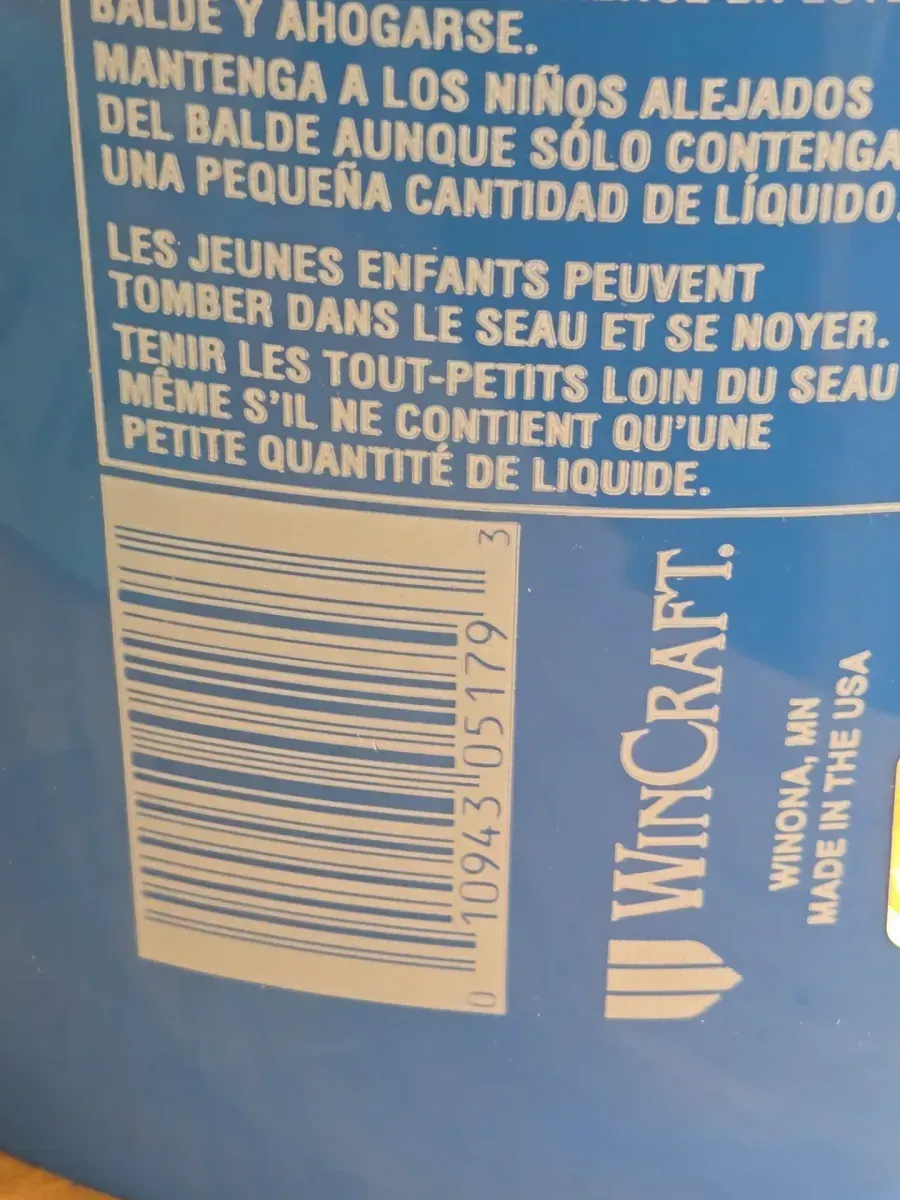 BALDE Y AHOGARSE.
MANTENGA A LOS NIÑOS ALEJADOS
DEL BALDE AUNQUE SÓLO CONTENGA
UNA PEQUEÑA CANTIDAD DE LÍQUIDO.
LES JEUNES ENFANTS PEUVENT
TOMBER DANS LE SEAU ET SE NOYER.
TENIR LES TOUT-PETITS LOIN DU SEAU
MÊME S'IL NE CONTIENT QU'UNE
PETITE QUANTITÉ DE LIQUIDE.
0 10943 05179 3
WINCRAFT.
WINONA, MN
MADE IN THE USA